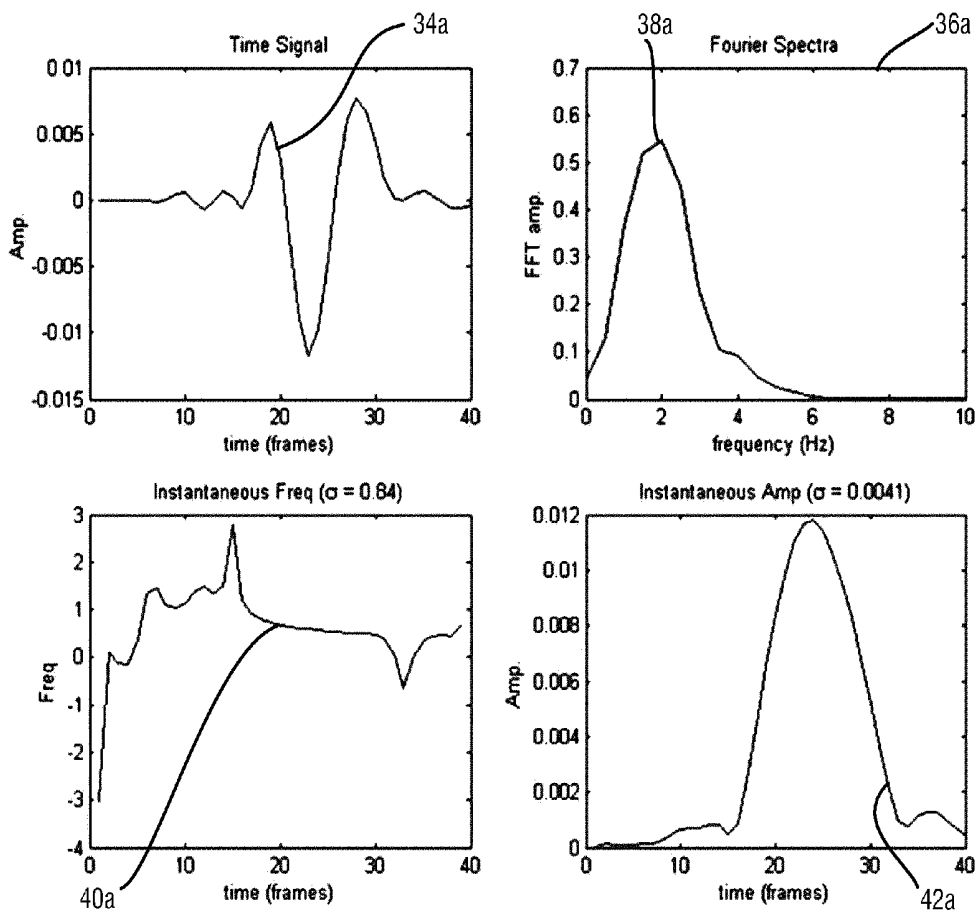 34a
38a
36a
Time Signal
Fourier Spectra
0.01
0.005
0
-0.005
-0.01
-0.015
Amp.
0
10
20
30
40
time (frames)
0.7
0.6
0.5
0.4
0.3
0.2
0.1
0
FFT amp.
0
2
4
6
8
10
frequency (Hz)
Instantaneous Freq (σ = 0.84)
Instantaneous Amp (σ = 0.0041)
3
2
1
0
-1
-2
-3
-4
Freq
0
10
20
30
40
time (frames)
0.012
0.01
0.008
0.006
0.004
0.002
0
Amp.
0
10
20
30
40
time (frames)
40a
42a